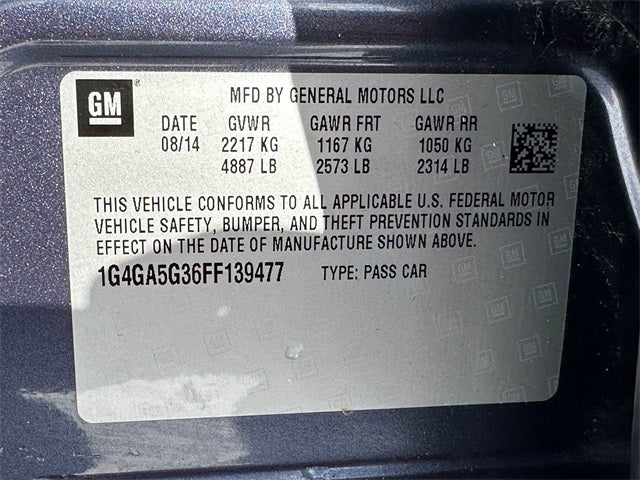 GM
MFD BY GENERAL MOTORS LLC
DATE GVWR GAWR FRT GAWR RR
08/14 2217 KG 1167 KG 1050 KG
4887 LB 2573 LB 2314 LB
THIS VEHICLE CONFORMS TO ALL APPLICABLE U.S. FEDERAL MOTOR
VEHICLE SAFETY, BUMPER, AND THEFT PREVENTION STANDARDS IN
EFFECT ON THE DATE OF MANUFACTURE SHOWN ABOVE.
1G4GA5G36FF139477 TYPE: PASS CAR